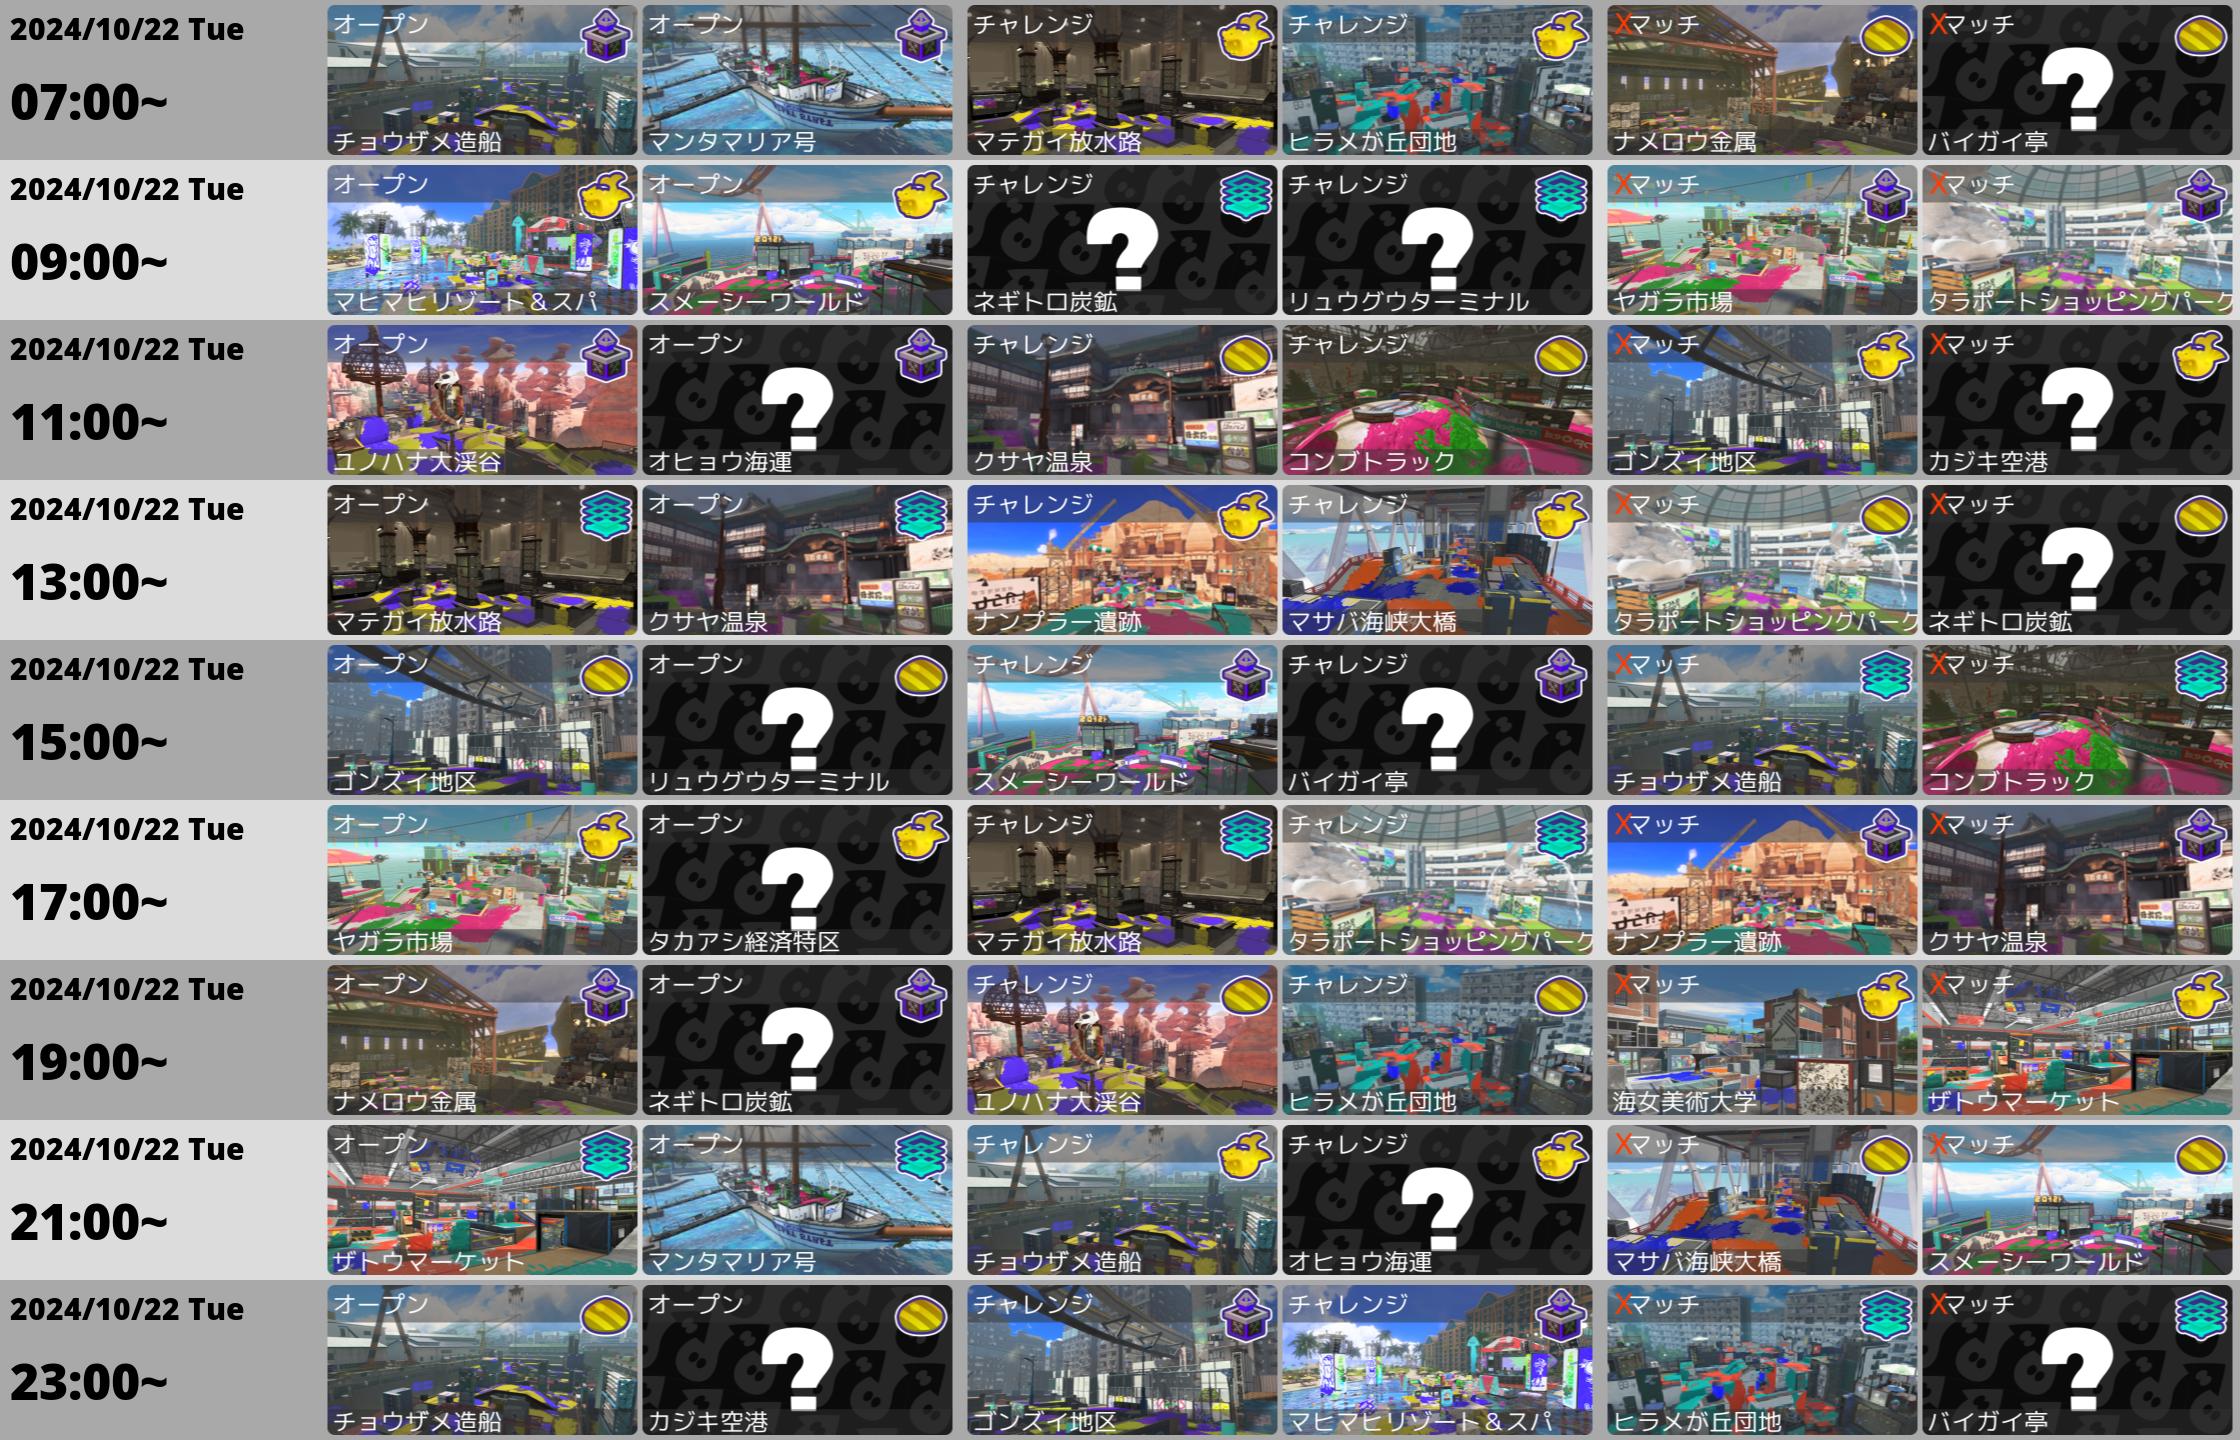 2024/10/22 Tue
07:00~
オープン
チョウザメ造船
オープン
マンタマリア号
チャレンジ
マテガイ放水路
チャレンジ
ヒラメが丘団地
Xマッチ
ナメロウ金属
Xマッチ
バイガイ亭
2024/10/22 Tue
09:00~
オープン
マヒマヒリゾート＆スパ
オープン
スメーシーワールド
チャレンジ
ネギトロ炭鉱
チャレンジ
リュウグウターミナル
Xマッチ
ヤガラ市場
Xマッチ
タラポートショッピングパーク
2024/10/22 Tue
11:00~
オープン
ユノハナ大渓谷
オープン
オヒョウ海運
チャレンジ
クサヤ温泉
チャレンジ
コンブトラック
Xマッチ
ゴンズイ地区
Xマッチ
カジキ空港
2024/10/22 Tue
13:00~
オープン
マテガイ放水路
オープン
クサヤ温泉
チャレンジ
ナンプラー遺跡
チャレンジ
マサバ海峡大橋
Xマッチ
タラポートショッピングパーク
Xマッチ
ネギトロ炭鉱
2024/10/22 Tue
15:00~
オープン
ゴンズイ地区
オープン
リュウグウターミナル
チャレンジ
スメーシーワールド
チャレンジ
バイガイ亭
Xマッチ
チョウザメ造船
Xマッチ
コンブトラック
2024/10/22 Tue
17:00~
オープン
ヤガラ市場
オープン
タカアシ経済特区
チャレンジ
マテガイ放水路
チャレンジ
タラポートショッピングパーク
Xマッチ
ナンプラー遺跡
Xマッチ
クサヤ温泉
2024/10/22 Tue
19:00~
オープン
ナメロウ金属
オープン
ネギトロ炭鉱
チャレンジ
ユノハナ大渓谷
チャレンジ
ヒラメが丘団地
Xマッチ
海女美術大学
Xマッチ
ザトウマーケット
2024/10/22 Tue
21:00~
オープン
ザトウマーケット
オープン
マンタマリア号
チャレンジ
チョウザメ造船
チャレンジ
オヒョウ海運
Xマッチ
マサバ海峡大橋
Xマッチ
スメーシーワールド
2024/10/22 Tue
23:00~
オープン
チョウザメ造船
オープン
カジキ空港
チャレンジ
ゴンズイ地区
チャレンジ
マヒマヒリゾート＆スパ
Xマッチ
ヒラメが丘団地
Xマッチ
バイガイ亭